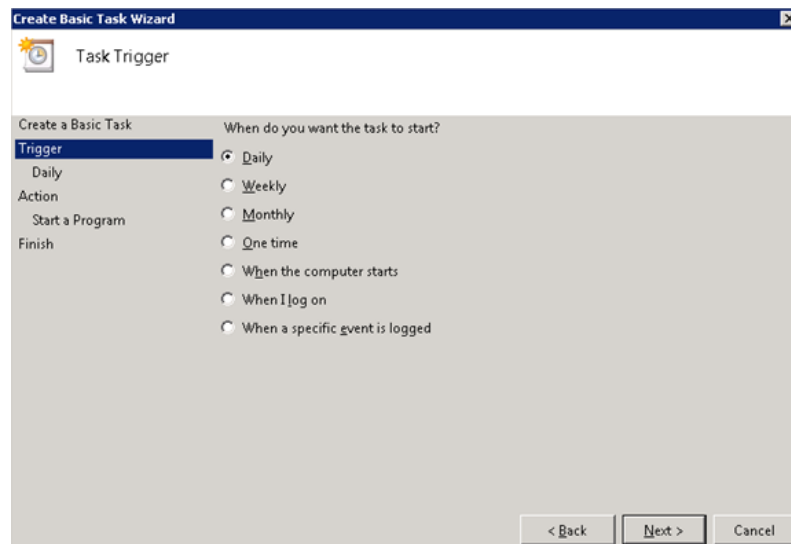 Create Basic Task Wizard
Task Trigger
Create a Basic Task
Trigger
Daily
Action
Start a Program
Finish
When do you want the task to start?
Daily
Weekly
Monthly
One time
When the computer starts
When I log on
When a specific event is logged
< Back
Next >
Cancel